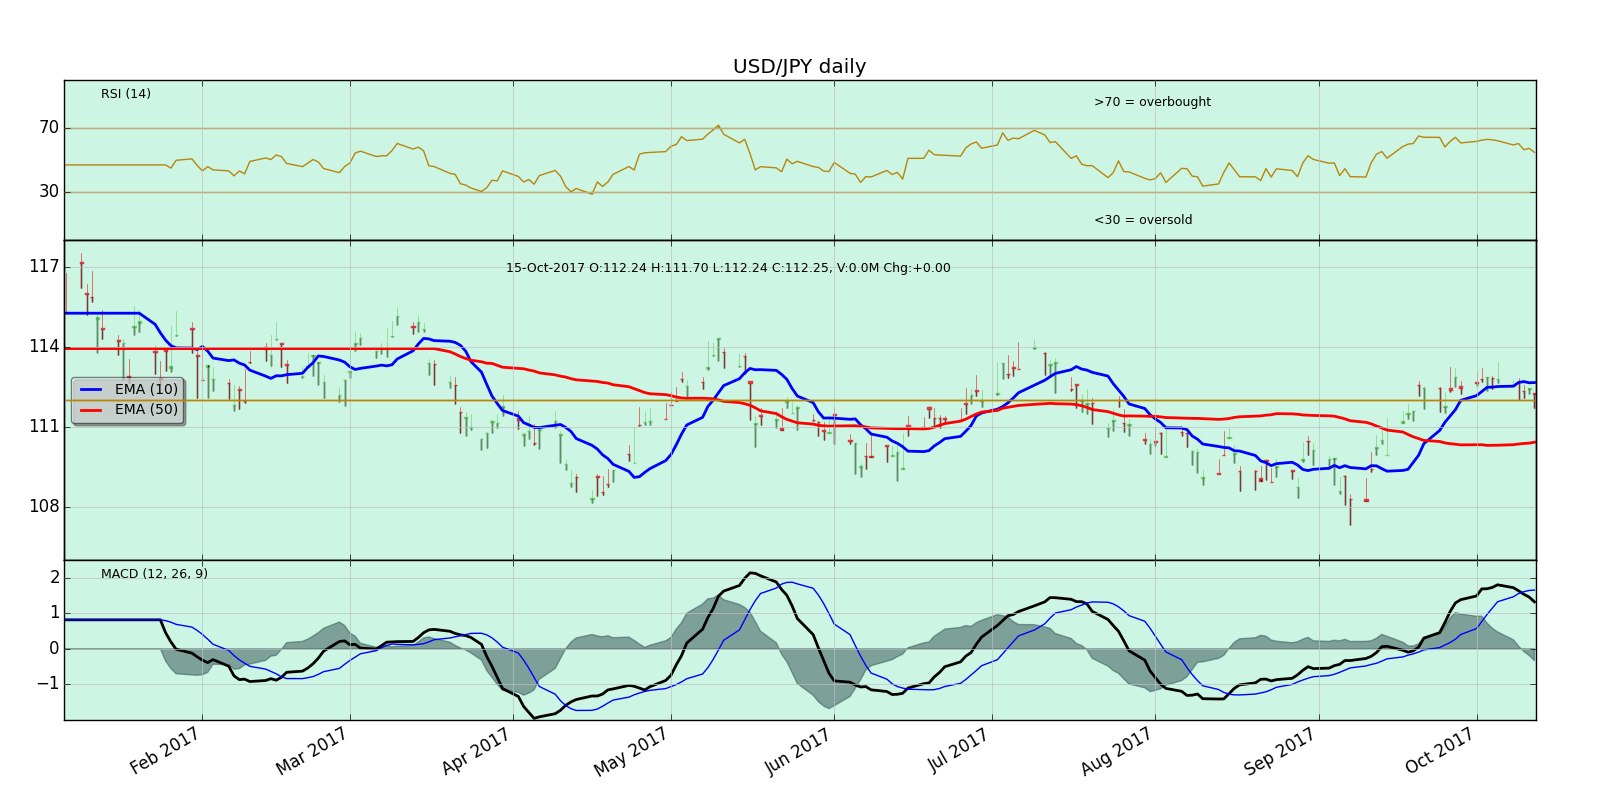 USD/JPY daily
RSI (14)
>70 = overbought
70
30
<30 = oversold
117
15-Oct-2017 O:112.24 H:111.70 L:112.24 C:112.25, V:0.0M Chg:+0.00
114
EMA (10)
EMA (50)
111
108
MACD (12, 26, 9)
2
1
0
−1
Feb 2017 Mar 2017 Apr 2017 May 2017 Jun 2017 Jul 2017 Aug 2017 Sep 2017 Oct 2017